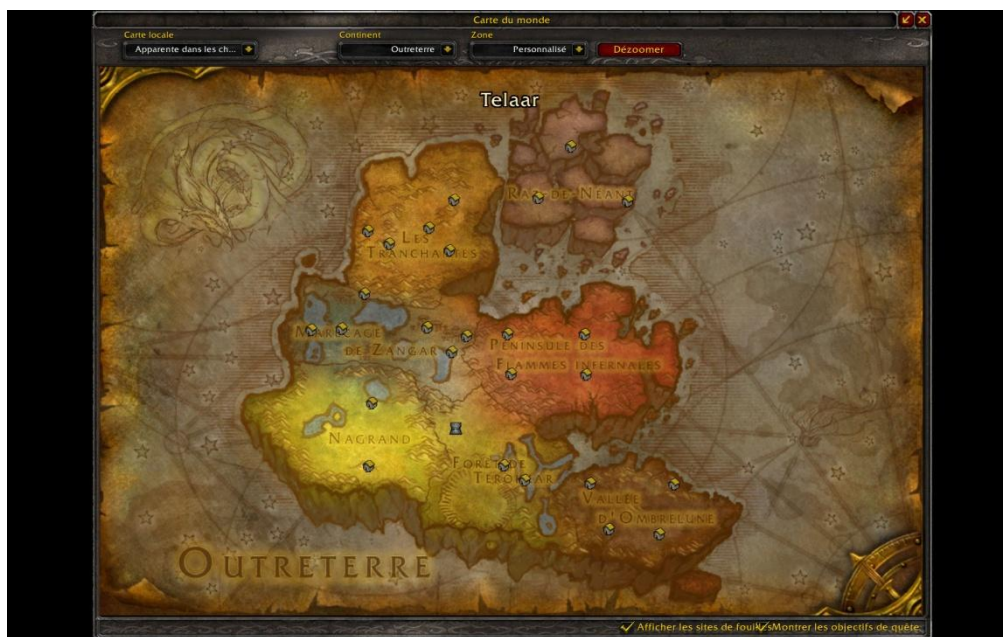 Carte du monde
Carte locale
Continent
Zone
Apparente dans les ch...
Outreterre
Personnalisé
Dézoomer
Telaar
RAZ-DE-NÉANT
LES
TRANCHANTES
MARÉCAGE
DE ZANGAR
PÉNINSULE DES
FLAMMES INFERNALES
NAGRAND
FORÊT DE
TEROKKAR
VALLÉE
D'OMBRELUNE
OUTRETERRE
Afficher les sites de fouilles
Montrer les objectifs de quête